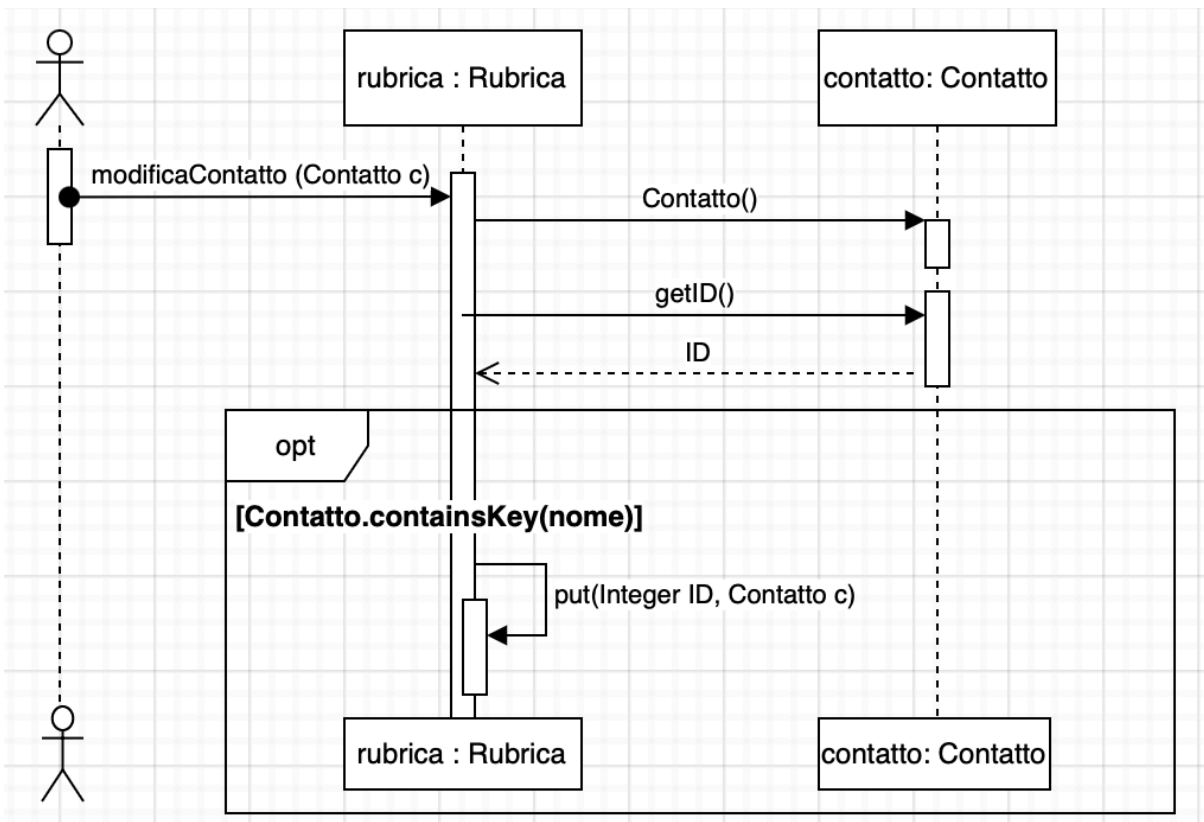 rubrica : Rubrica
contatto: Contatto
modificaContatto (Contatto c)
Contatto()
getID()
ID
opt
[Contatto.containsKey(nome)]
put(Integer ID, Contatto c)
rubrica : Rubrica
contatto: Contatto